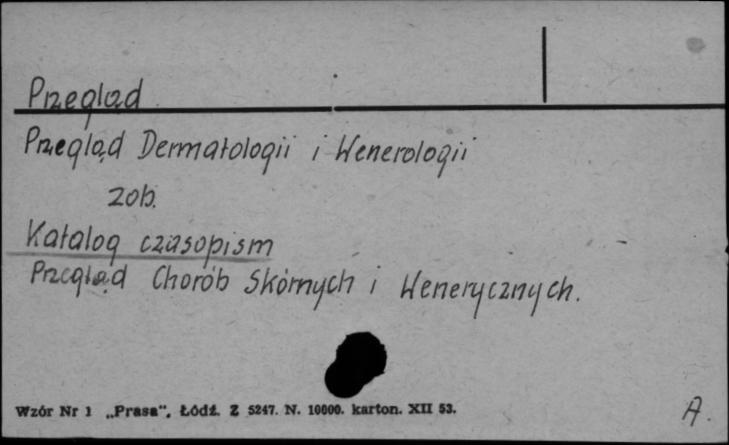 Przegląd
Przegląd Dermatologii i Wenerologii
zob.
Katalog czasopism
Przegląd Chorób Skórnych i Wenerycznych.
Wzór Nr 1 „Prasa“, Łódź. Z 5247. N. 10000. karton. XII 53.
A.